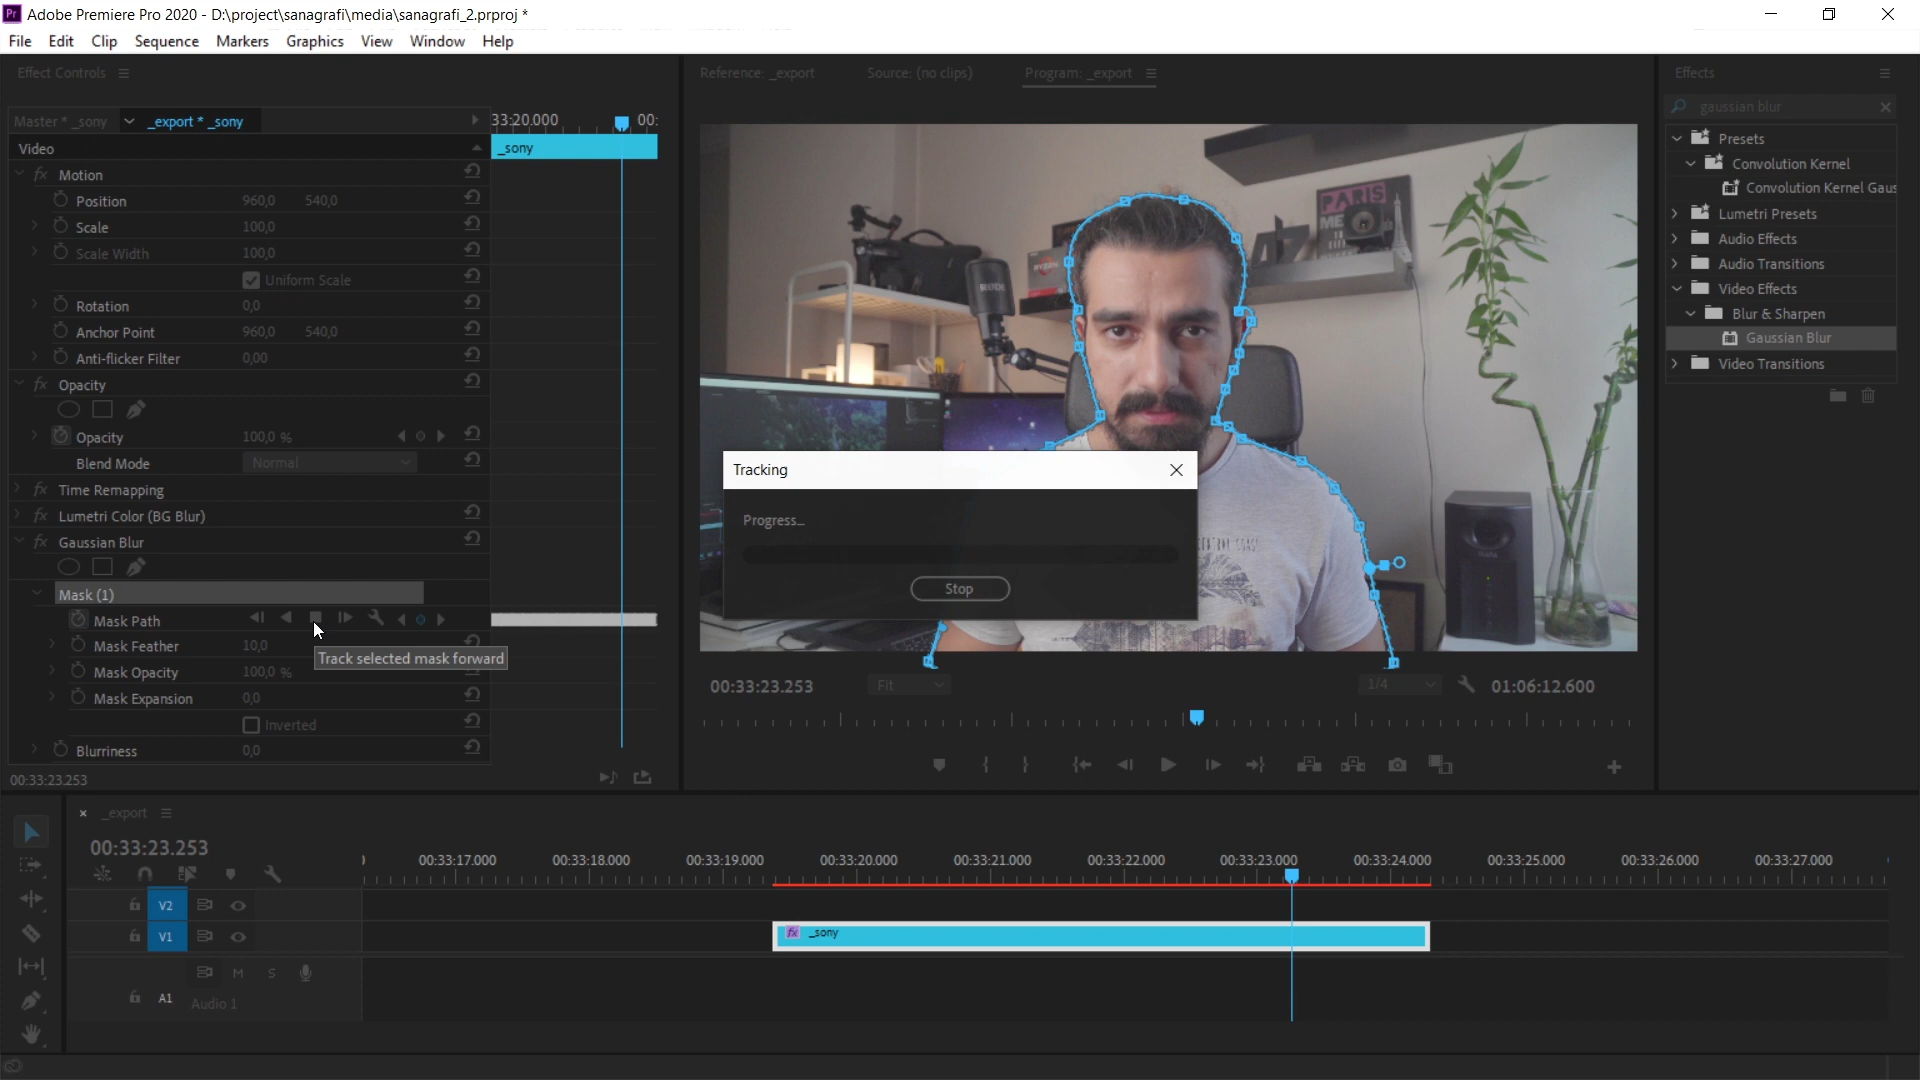 Adobe Premiere Pro 2020 - D:\project\sanagrafi\media\sanagrafi_2.prproj *
File Edit Clip Sequence Markers Graphics View Window Help
Effect Controls
Reference: _export
Source: (no clips)
Program: _export
Effects
Master * _sony
_export * _sony
33:20.000
00:
gaussian blur
Video
_sony
Presets
Motion
Convolution Kernel
Convolution Kernel Gaus
Position 960,0 540,0
Lumetri Presets
Scale 100,0
Audio Effects
Scale Width 100,0
Audio Transitions
Uniform Scale
Video Effects
Rotation 0,0
Blur & Sharpen
Anchor Point 960,0 540,0
Gaussian Blur
Anti-flicker Filter 0,00
Video Transitions
fx Opacity
Opacity 100,0 %
Blend Mode Normal
fx Time Remapping
fx Lumetri Color (BG Blur)
fx Gaussian Blur
Mask (1)
Mask Path
Mask Feather 10,0
Track selected mask forward
Mask Opacity 100,0 %
Mask Expansion 0,0
Inverted
Blurriness 0,0
00:33:23.253
PARIS
ME
47
RYZEN
RODE
Tracking
Progress...
Stop
00:33:23.253
Fit
1/4
01:06:12.600
_export
00:33:23.253
00:33:17.000 00:33:18.000 00:33:19.000 00:33:20.000 00:33:21.000 00:33:22.000 00:33:23.000 00:33:24.000 00:33:25.000 00:33:26.000 00:33:27.000
V2
V1
fx _sony
M S
A1 Audio 1